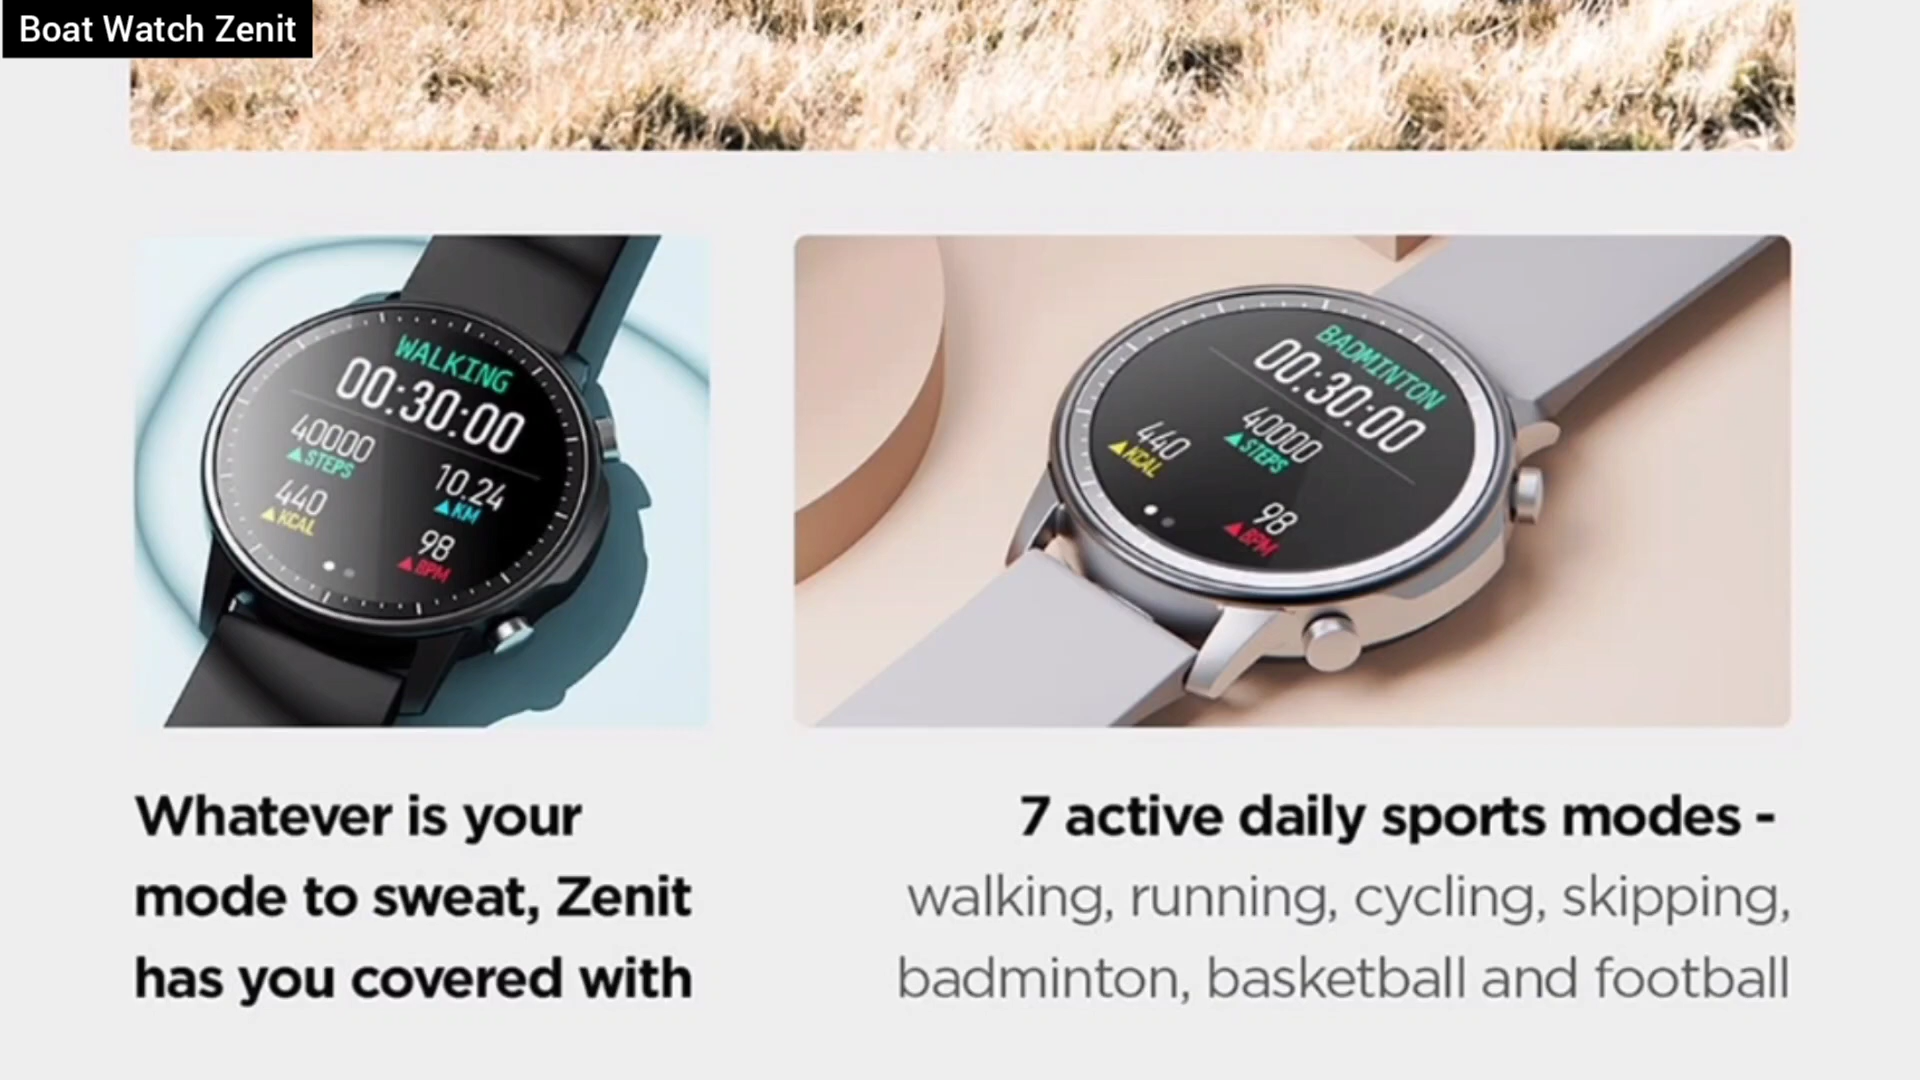 Boat Watch Zenit
WALKING
00:30:00
40000
▲STEPS
10.24
▲KM
440
▲KCAL
98
▲BPM
BADMINTON
00:30:00
440
▲KCAL
40000
▲STEPS
98
▲BPM
Whatever is your
mode to sweat, Zenit
has you covered with
7 active daily sports modes -
walking, running, cycling, skipping,
badminton, basketball and football